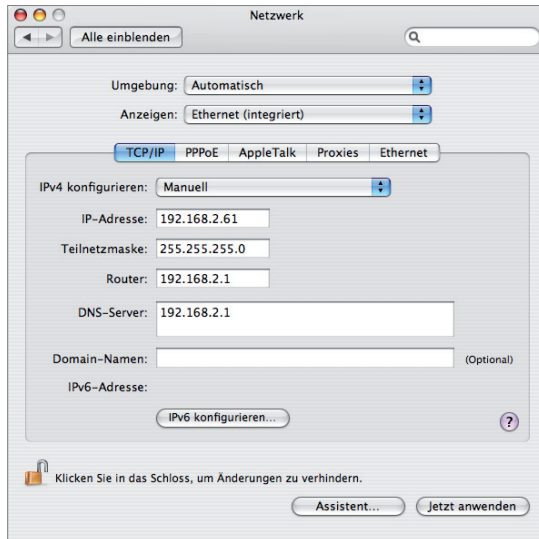 Netzwerk
Alle einblenden
Umgebung: Automatisch
Anzeigen: Ethernet (integriert)
TCP/IP PPPoE AppleTalk Proxies Ethernet
IPv4 konfigurieren: Manuell
IP-Adresse: 192.168.2.61
Teilnetzmaske: 255.255.255.0
Router: 192.168.2.1
DNS-Server: 192.168.2.1
Domain-Namen: (Optional)
IPv6-Adresse:
IPv6 konfigurieren... ?
Klicken Sie in das Schloss, um Änderungen zu verhindern.
Assistent... Jetzt anwenden